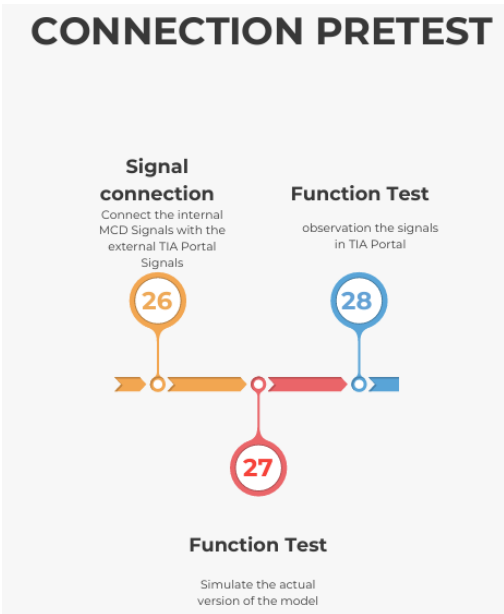 CONNECTION PRETEST
Signal
connection
Connect the internal
MCD Signals with the
external TIA Portal
Signals
26
Function Test
observation the signals
in TIA Portal
28
27
Function Test
Simulate the actual
version of the model